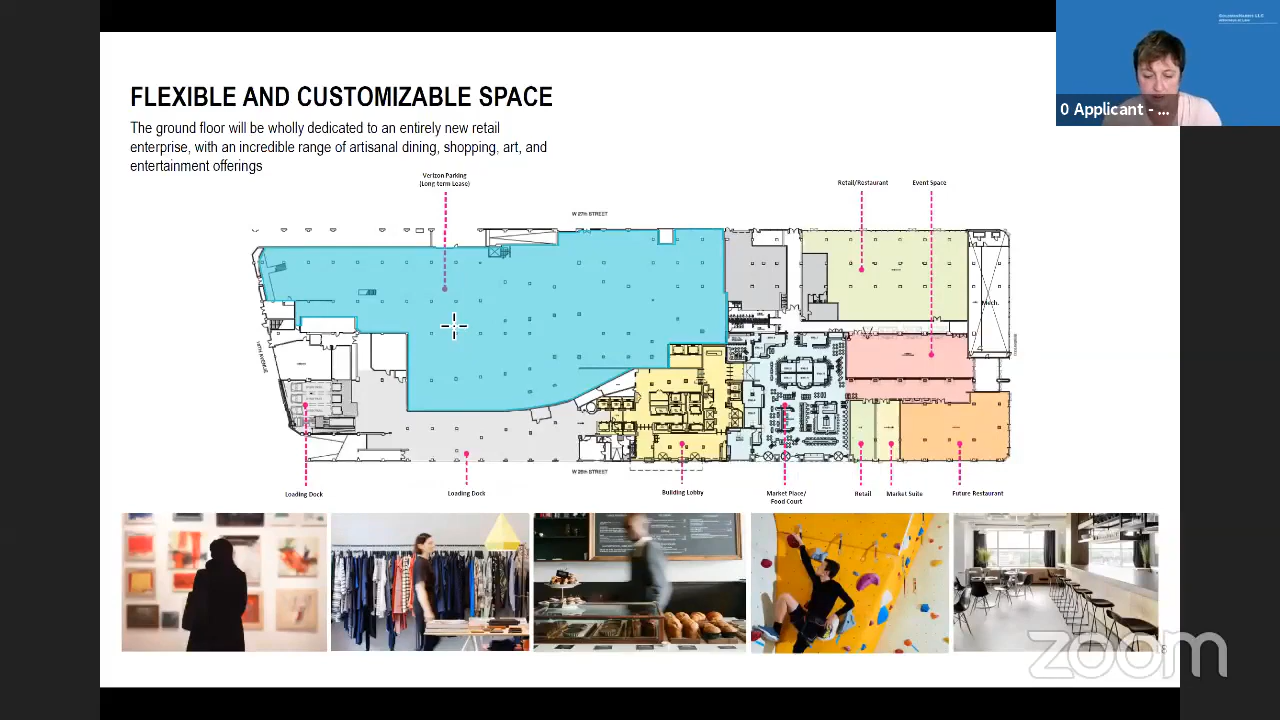 FLEXIBLE AND CUSTOMIZABLE SPACE
The ground floor will be wholly dedicated to an entirely new retail
enterprise, with an incredible range of artisanal dining, shopping, art, and
entertainment offerings
0 Applicant - ...
Verizon Parking
(Long term Lease)
Retail/Restaurant
Event Space
W 27th STREET
Mech.
W 26th STREET
Loading Dock
Loading Dock
Building Lobby
Market Place/
Food Court
Retail
Market Suite
Future Restaurant
zoom